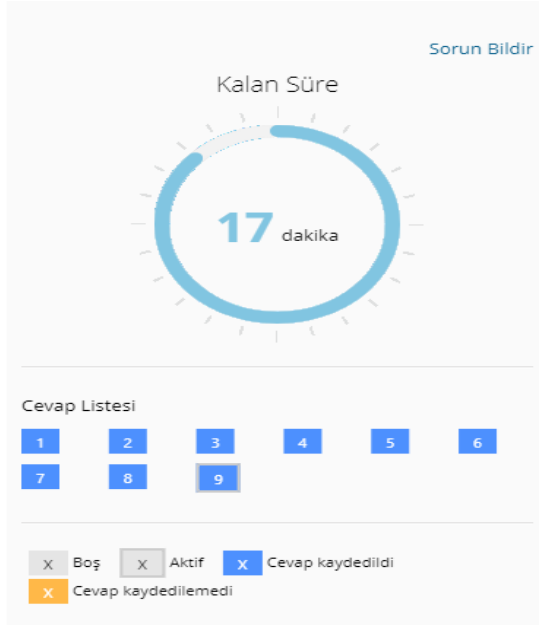 Sorun Bildir
Kalan Süre
17 dakika
Cevap Listesi
1 2 3 4 5 6
7 8 9
x Boş x Aktif x Cevap kaydedildi
x Cevap kaydedilemedi